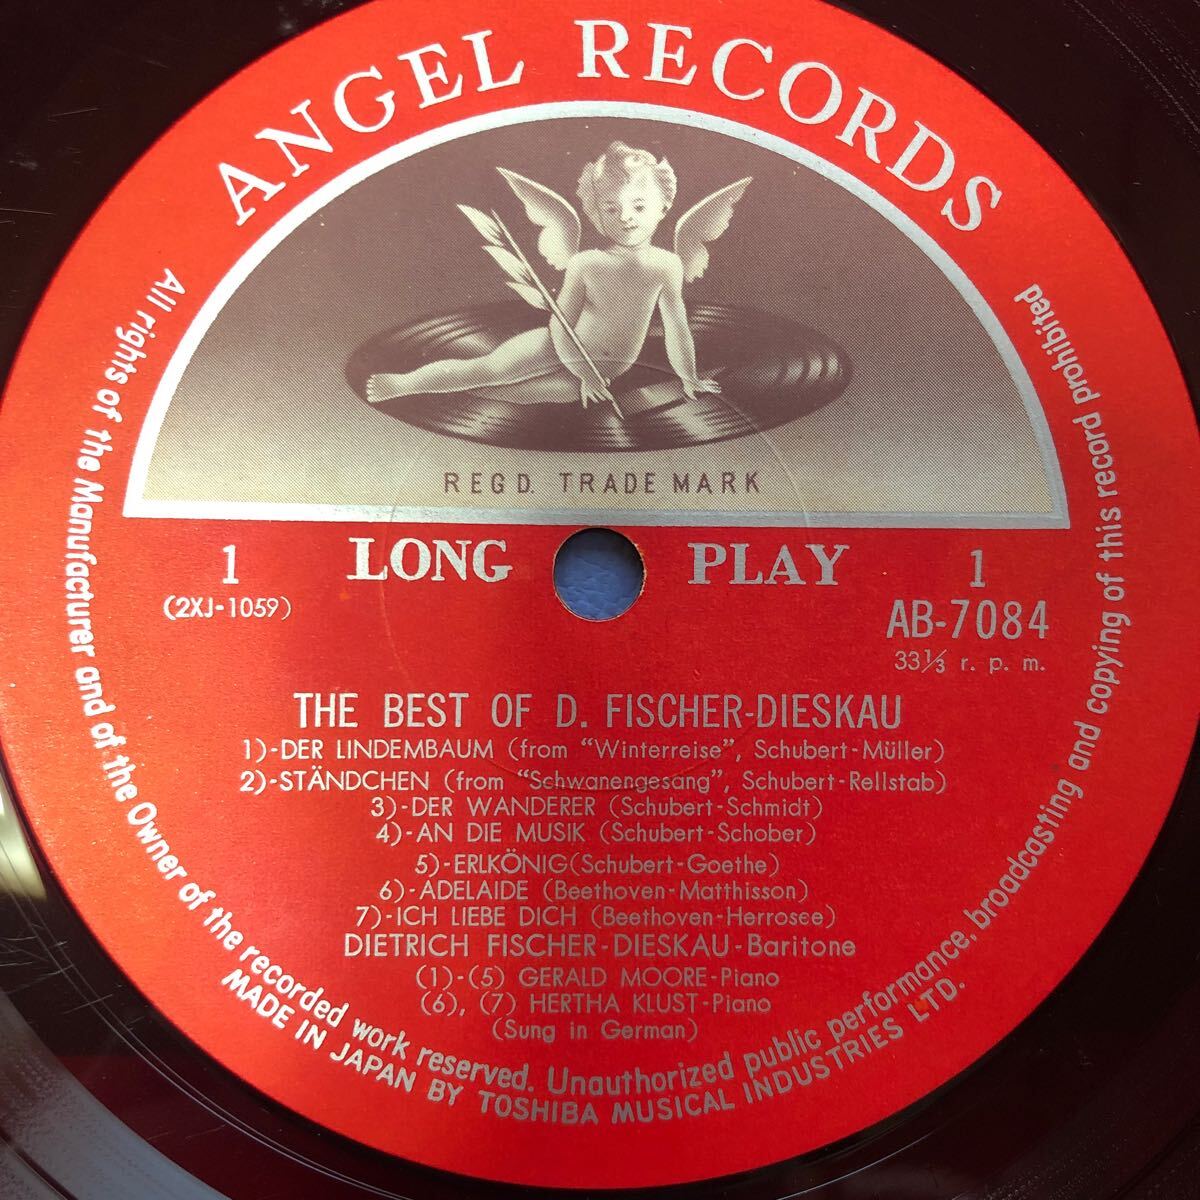 ANGEL RECORDS
REGD. TRADE MARK
1 LONG PLAY 1
(2XJ-1059)
AB-7084
33⅓ r. p. m.
THE BEST OF D. FISCHER-DIESKAU
1)-DER LINDEMBAUM (from “Winterreise”, Schubert-Müller)
2)-STÄNDCHEN (from “Schwanengesang”, Schubert-Rellstab)
3)-DER WANDERER (Schubert-Schmidt)
4)-AN DIE MUSIK (Schubert-Schober)
5)-ERLKÖNIG(Schubert-Goethe)
6)-ADELAIDE (Beethoven-Matthisson)
7)-ICH LIEBE DICH (Beethoven-Herrosee)
DIETRICH FISCHER-DIESKAU-Baritone
(1)-(5) GERALD MOORE-Piano
(6), (7) HERTHA KLUST-Piano
(Sung in German)
All rights of the Manufacturer and of the Owner of the recorded work reserved. Unauthorized public performance, broadcasting and copying of this record prohibited
MADE IN JAPAN BY TOSHIBA MUSICAL INDUSTRIES LTD.